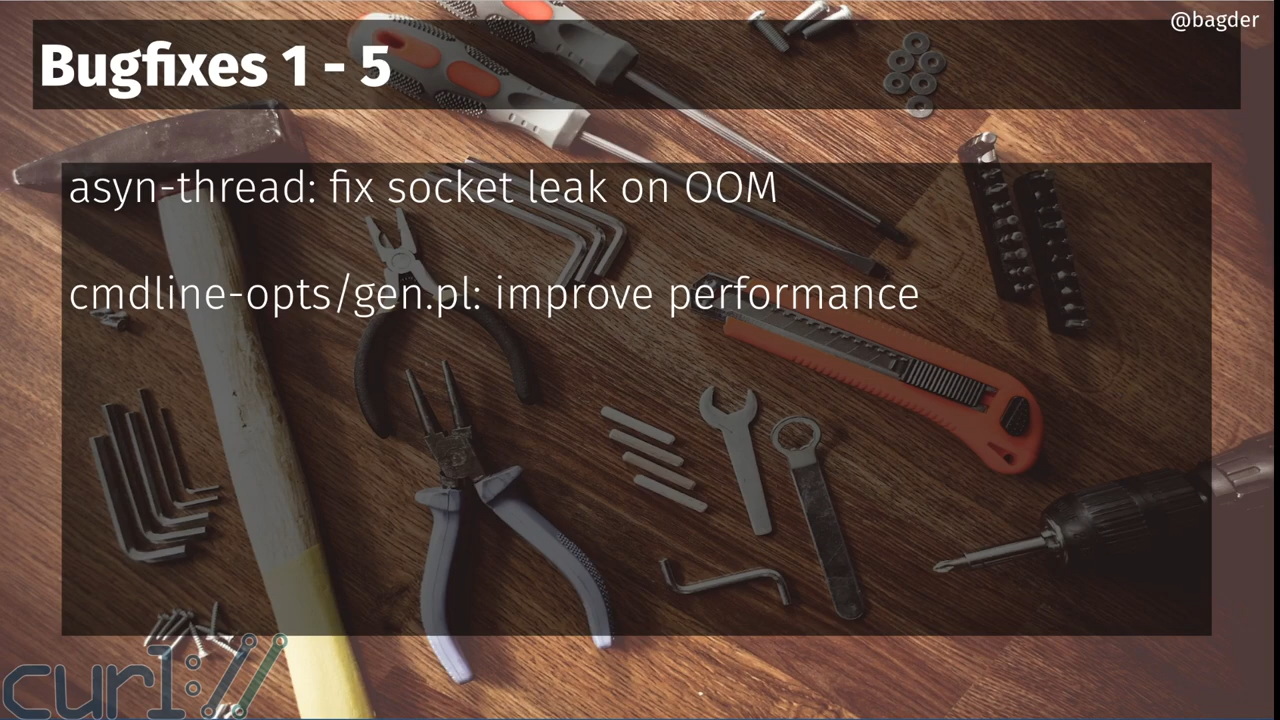 @bagder
Bugfixes 1 - 5
asyn-thread: fix socket leak on OOM
cmdline-opts/gen.pl: improve performance
curl://